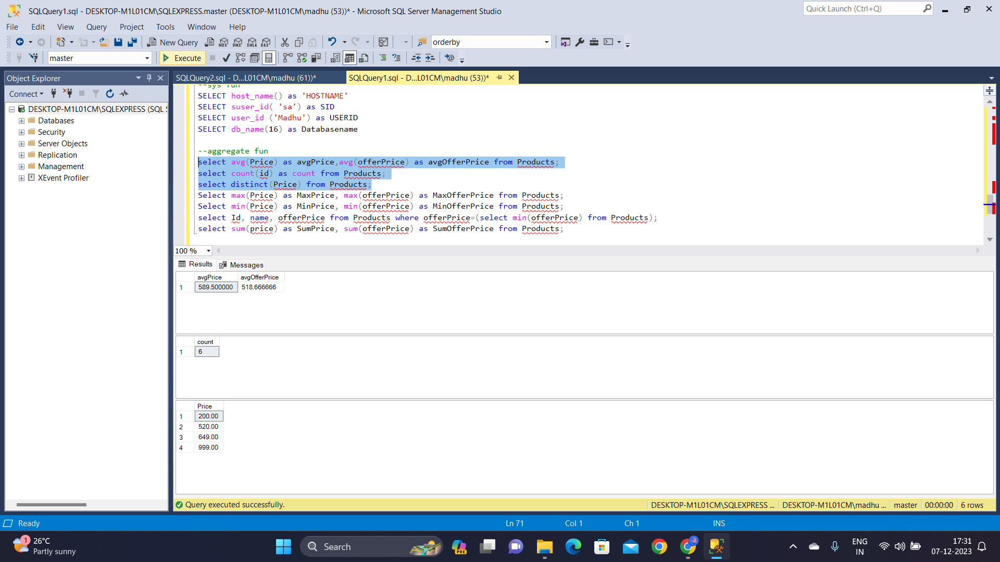 SQLQuery1.sql - DESKTOP-M1L01CM\SQLEXPRESS.master (DESKTOP-M1L01CM\madhu (53))* - Microsoft SQL Server Management Studio
Quick Launch (Ctrl+Q)
File Edit View Query Project Tools Window Help
New Query MDX DMX XMLA DAX orderby
master Execute
Object Explorer
SQLQuery2.sql - D...L01CM\madhu (61))*
SQLQuery1.sql - D...L01CM\madhu (53))*
Connect
DESKTOP-M1L01CM\SQLEXPRESS (SQL S
Databases
Security
Server Objects
Replication
Management
XEvent Profiler
--sys fun
SELECT host_name() as 'HOSTNAME'
SELECT suser_id( 'sa') as SID
SELECT user_id ('Madhu') as USERID
SELECT db_name(16) as Databasename
--aggregate fun
select avg(Price) as avgPrice,avg(offerPrice) as avgOfferPrice from Products;
select count(id) as count from Products;
select distinct(Price) from Products;
Select max(Price) as MaxPrice, max(offerPrice) as MaxOfferPrice from Products;
Select min(Price) as MinPrice, min(offerPrice) as MinOfferPrice from Products;
select Id, name, offerPrice from Products where offerPrice=(select min(offerPrice) from Products);
select sum(price) as SumPrice, sum(offerPrice) as SumOfferPrice from Products;
100 %
Results Messages
avgPrice avgOfferPrice
1 589.500000 518.666666
count
1 6
Price
1 200.00
2 520.00
3 649.00
4 999.00
Query executed successfully.
DESKTOP-M1L01CM\SQLEXPRESS ... DESKTOP-M1L01CM\madhu ... master 00:00:00 6 rows
Ready Ln 71 Col 1 Ch 1 INS
1
26°C
Partly sunny
Search
PRE
ENG
IN
17:31
07-12-2023